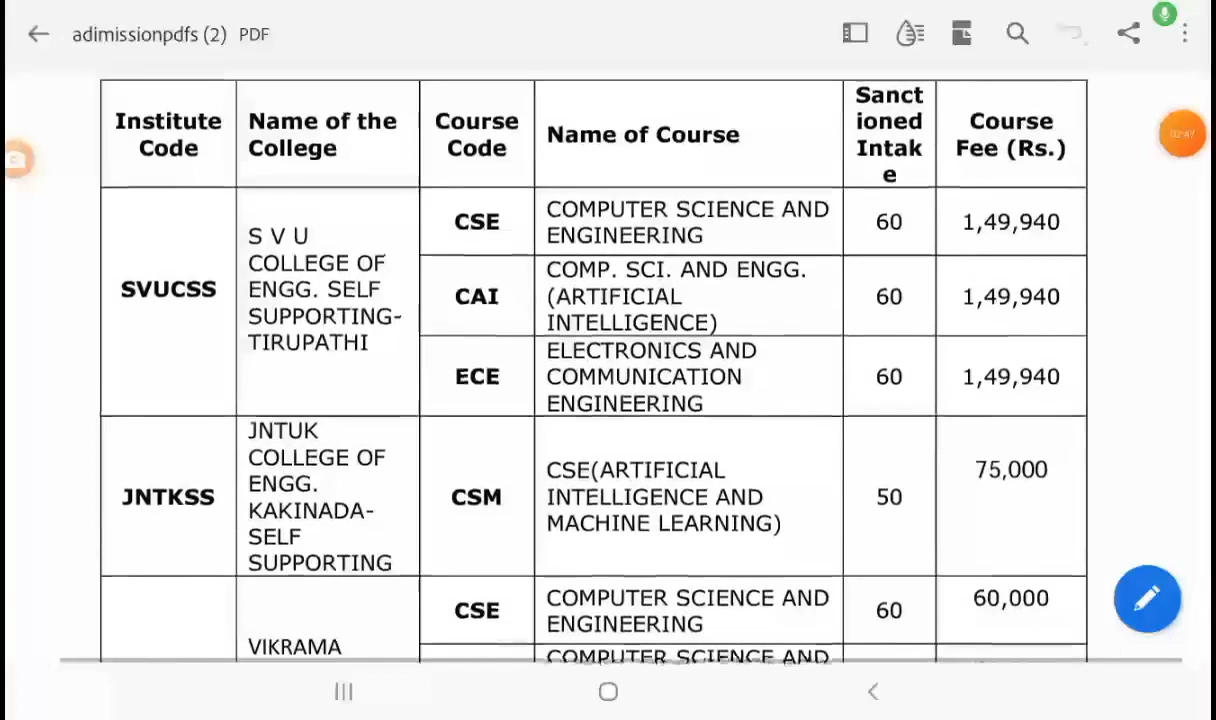 adimissionpdfs (2) PDF
Institute Code
Name of the College
Course Code
Name of Course
Sanct
ioned
Intak
e
Course Fee (Rs.)
SVUCSS
S V U
COLLEGE OF
ENGG. SELF
SUPPORTING-
TIRUPATHI
CSE
COMPUTER SCIENCE AND
ENGINEERING
60
1,49,940
CAI
COMP. SCI. AND ENGG.
(ARTIFICIAL
INTELLIGENCE)
60
1,49,940
ECE
ELECTRONICS AND
COMMUNICATION
ENGINEERING
60
1,49,940
JNTKSS
JNTUK
COLLEGE OF
ENGG.
KAKINADA-
SELF
SUPPORTING
CSM
CSE(ARTIFICIAL
INTELLIGENCE AND
MACHINE LEARNING)
50
75,000
VIKRAMA
CSE
COMPUTER SCIENCE AND
ENGINEERING
60
60,000
COMPUTER SCIENCE AND